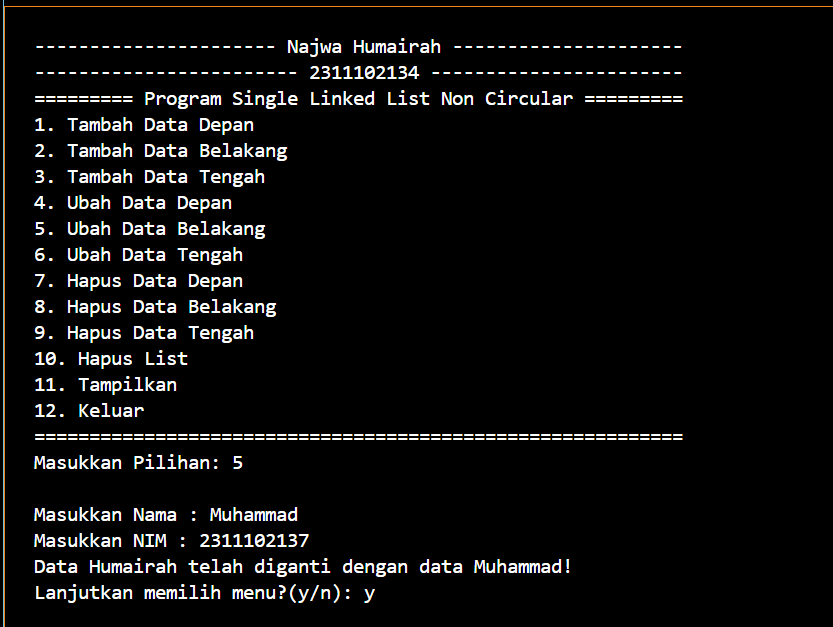 ---------------------- Najwa Humairah ---------------------
------------------------ 2311102134 -----------------------
========= Program Single Linked List Non Circular =========
1. Tambah Data Depan
2. Tambah Data Belakang
3. Tambah Data Tengah
4. Ubah Data Depan
5. Ubah Data Belakang
6. Ubah Data Tengah
7. Hapus Data Depan
8. Hapus Data Belakang
9. Hapus Data Tengah
10. Hapus List
11. Tampilkan
12. Keluar
===========================================================
Masukkan Pilihan: 5
Masukkan Nama : Muhammad
Masukkan NIM : 2311102137
Data Humairah telah diganti dengan data Muhammad!
Lanjutkan memilih menu?(y/n): y